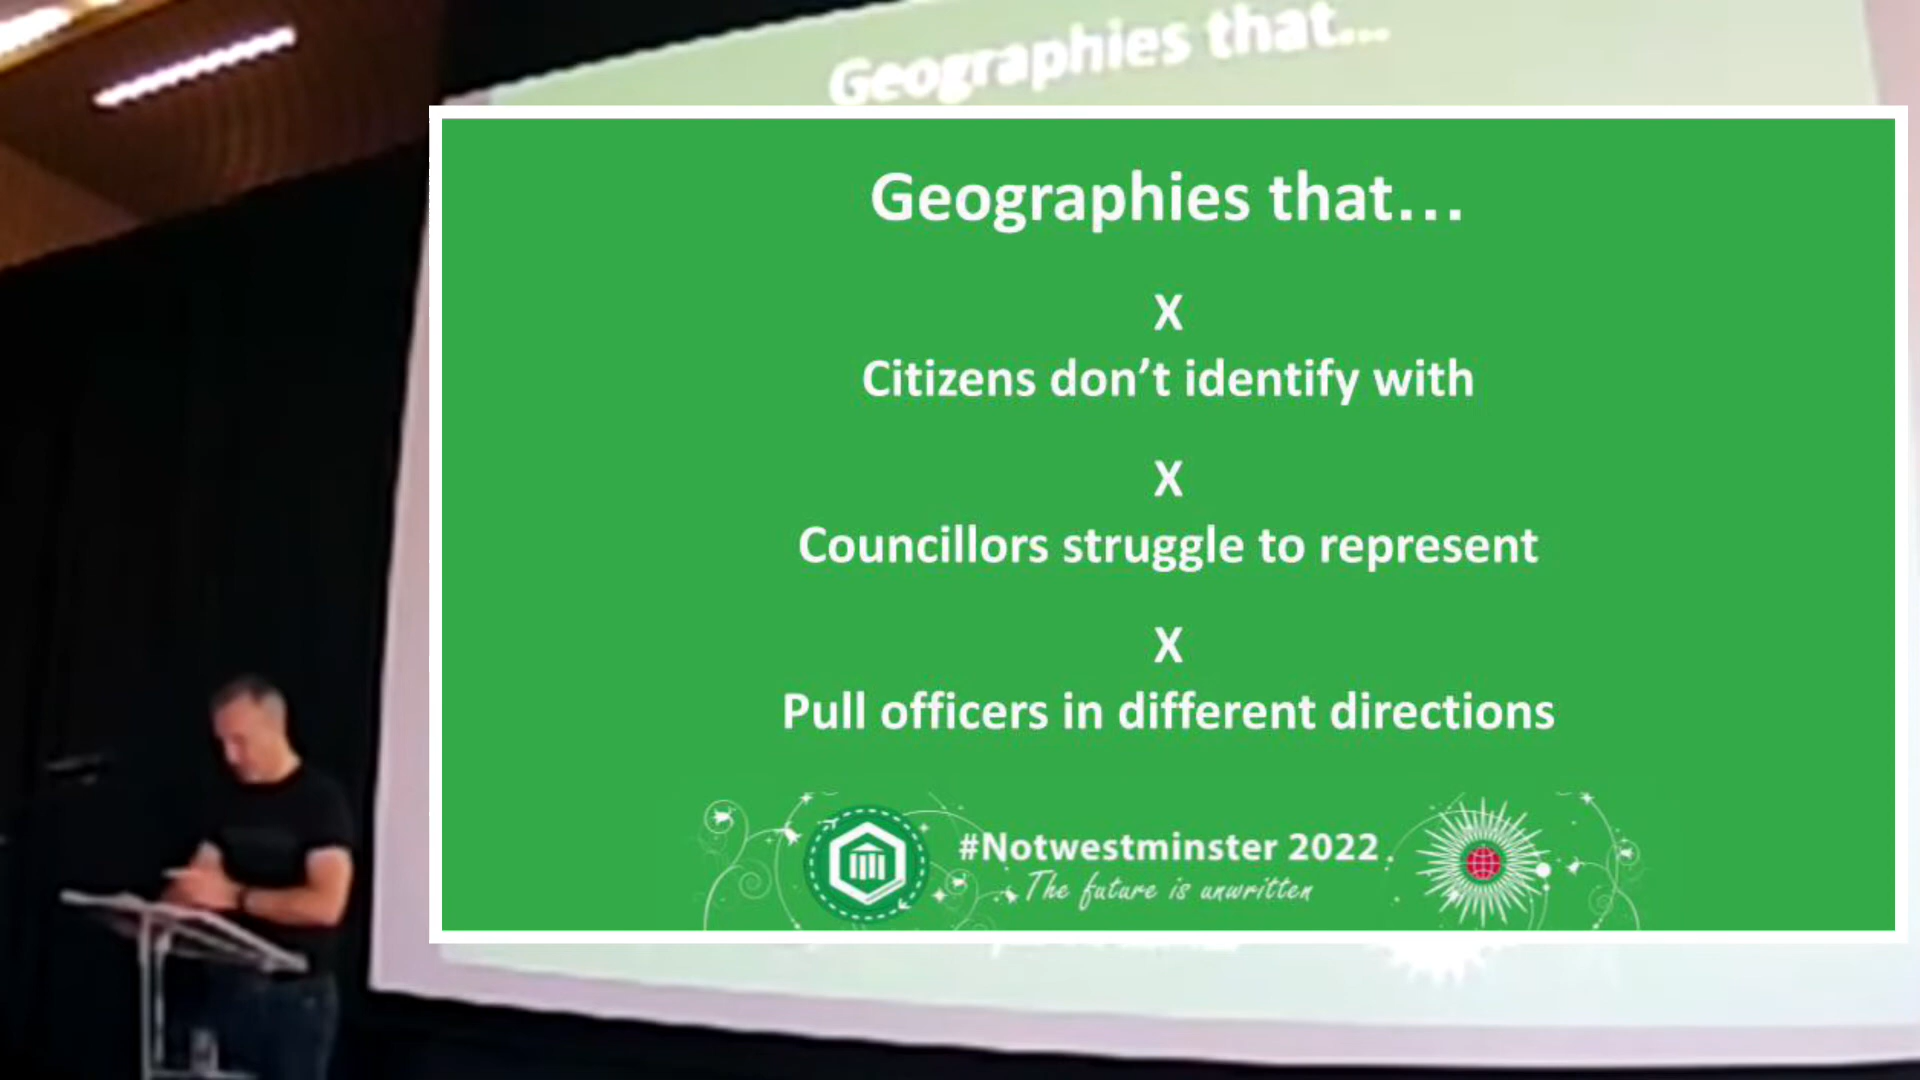 Geographies that...
Geographies that...
X
Citizens don't identify with
X
Councillors struggle to represent
X
Pull officers in different directions
#Notwestminster 2022
The future is unwritten